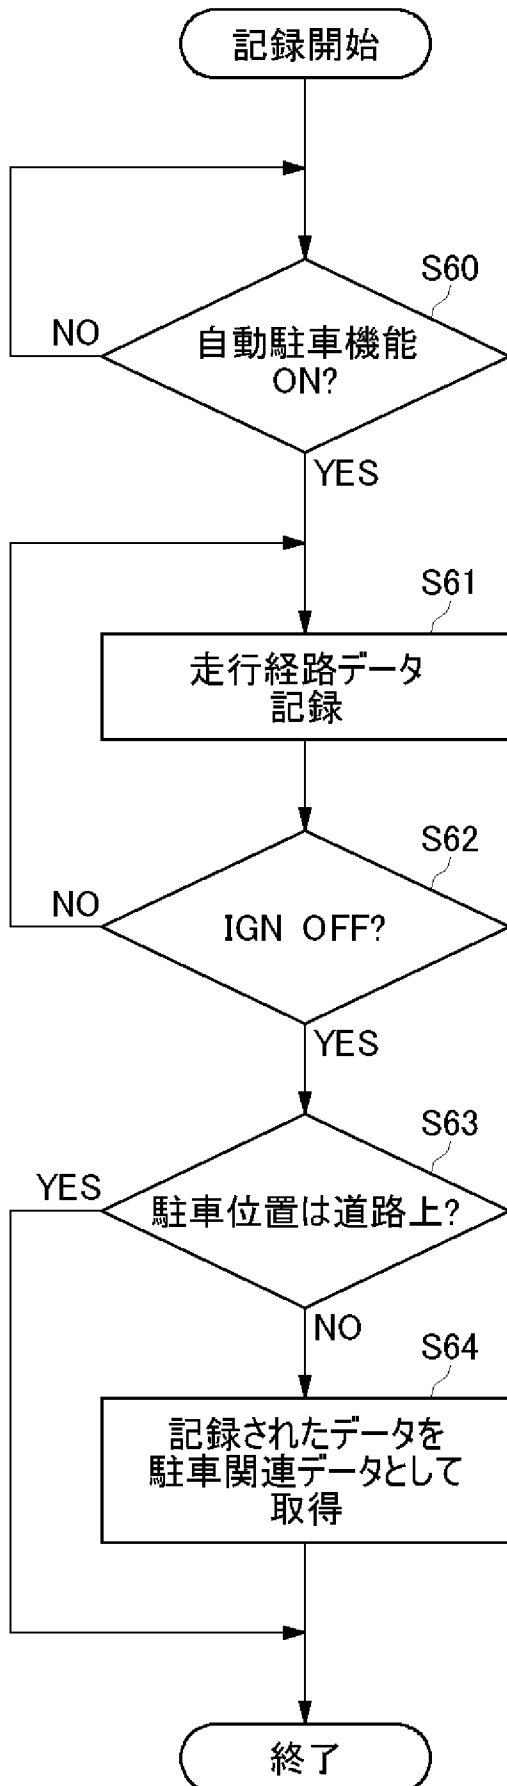 記録開始
S60
NO
自動駐車機能
ON?
YES
S61
走行経路データ
記録
S62
NO
IGN OFF?
YES
S63
YES
駐車位置は道路上?
NO
S64
記録されたデータを
駐車関連データとして
取得
終了